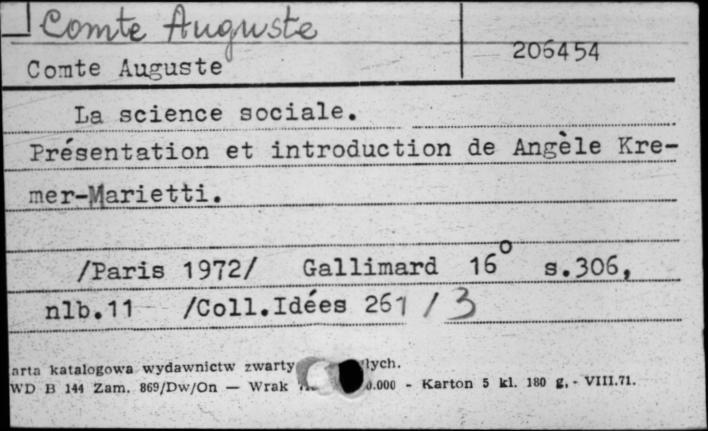 Comte Auguste
Comte Auguste
206454
La science sociale.
Présentation et introduction de Angèle Kre-
mer-Marietti.
/Paris 1972/ Gallimard 16° s.306,
nlb.11 /Coll.Idées 261 / 3
arta katalogowa wydawnictw zwarty łych.
WD B 144 Zam. 869/Dw/On — Wrak 0.000 - Karton 5 kl. 180 g, - VIII.71.